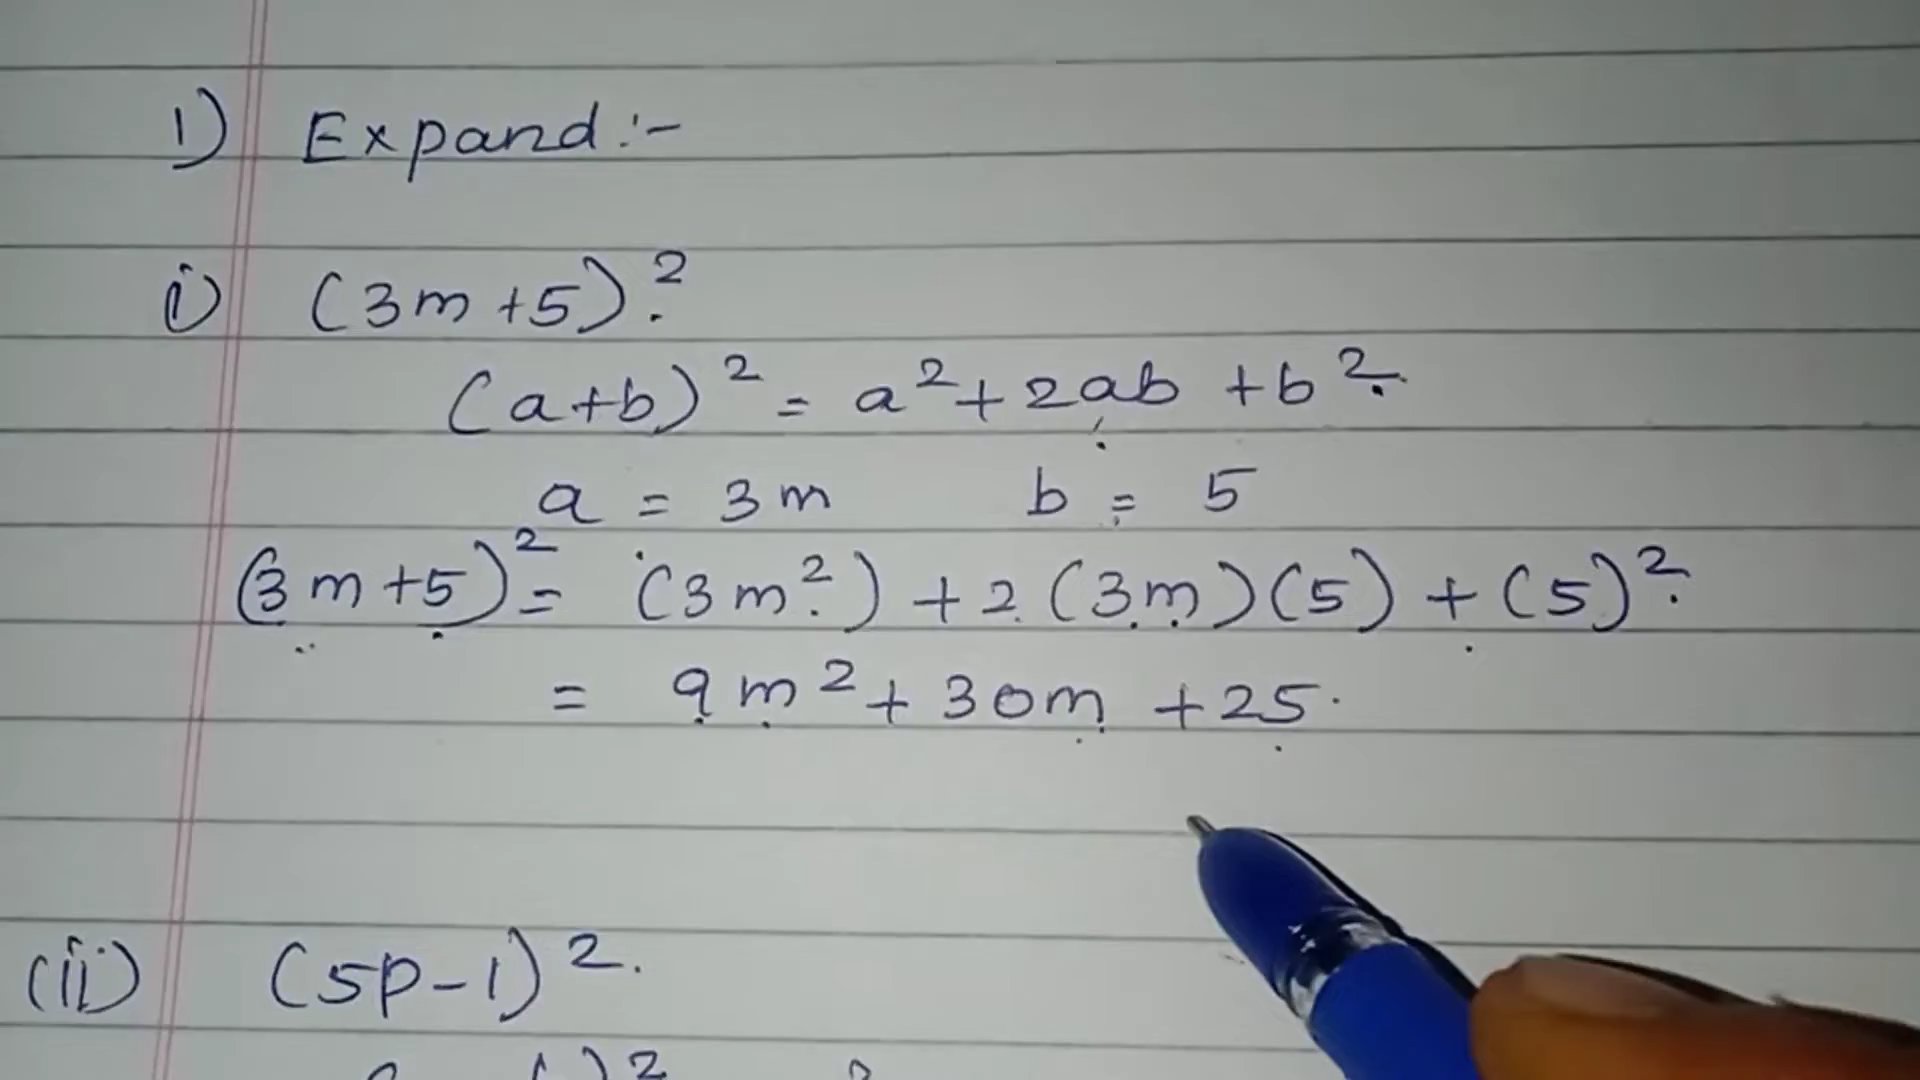 1) Expand:-
i) (3m+5)².
(a+b)² = a²+2ab+b².
a = 3m b = 5
(3m+5)² = (3m²)+2(3m)(5)+(5)².
= 9m²+30m+25.
(ii) (5p-1)².